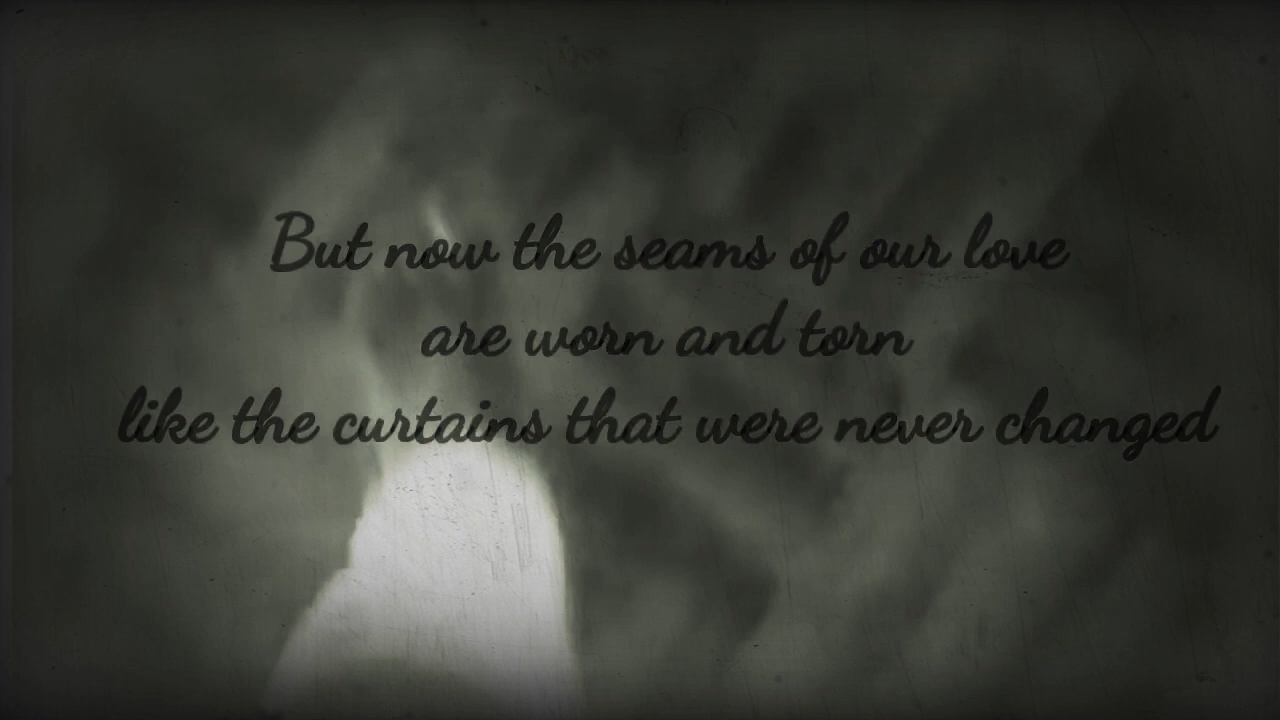 But now the seams of our love
are worn and torn
like the curtains that were never changed